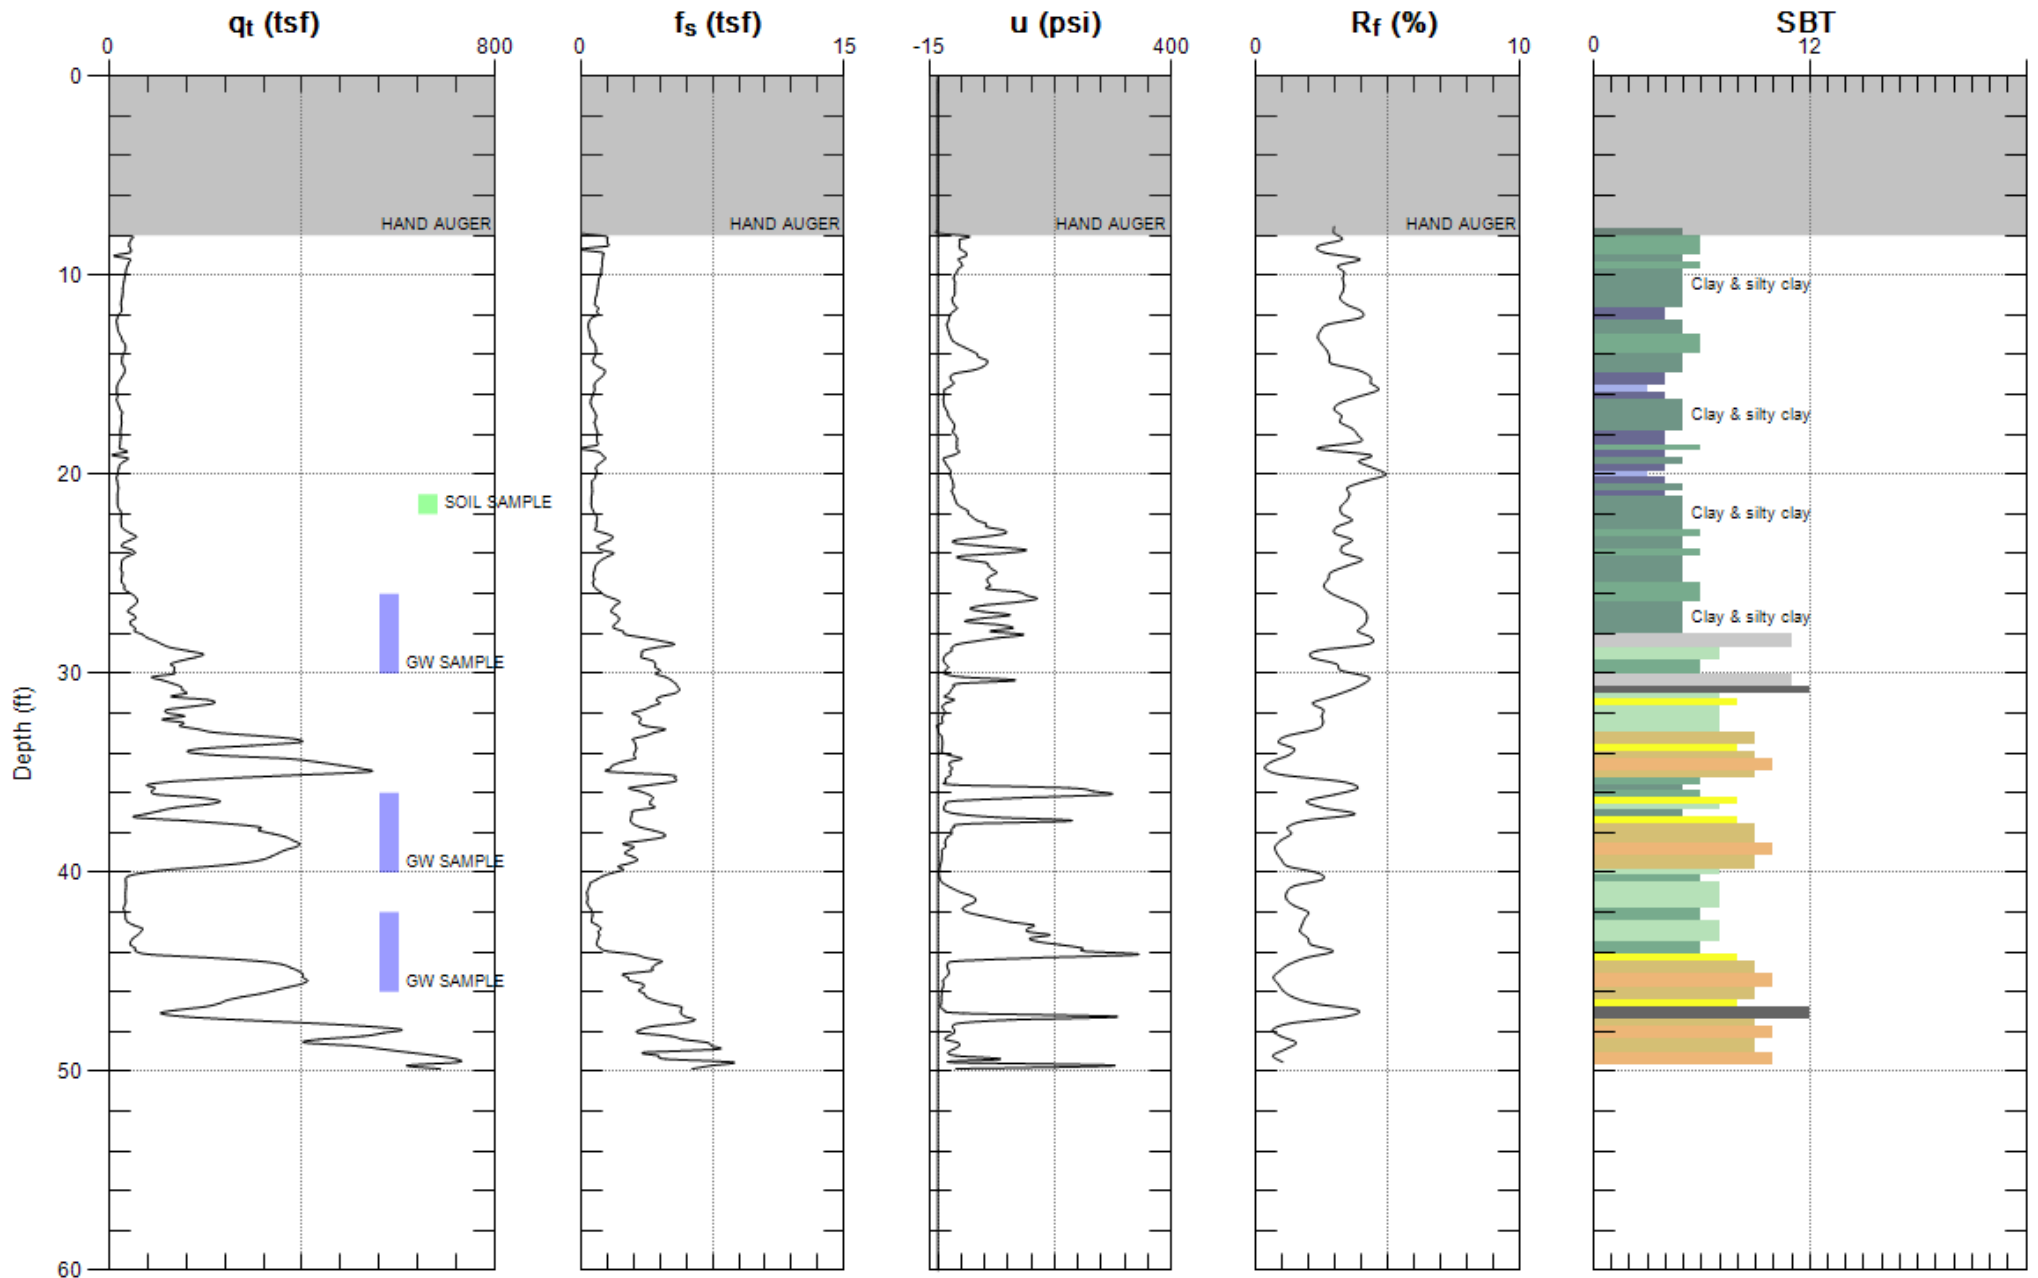 qt (tsf)
fs (tsf)
u (psi)
Rf (%)
SBT
0 800
0 15
-15 400
0 10
0 12
0
HAND AUGER
HAND AUGER
HAND AUGER
HAND AUGER
10
Clay & silty clay
Clay & silty clay
20
SOIL SAMPLE
Clay & silty clay
Clay & silty clay
GW SAMPLE
30
Depth (ft)
GW SAMPLE
40
GW SAMPLE
50
60